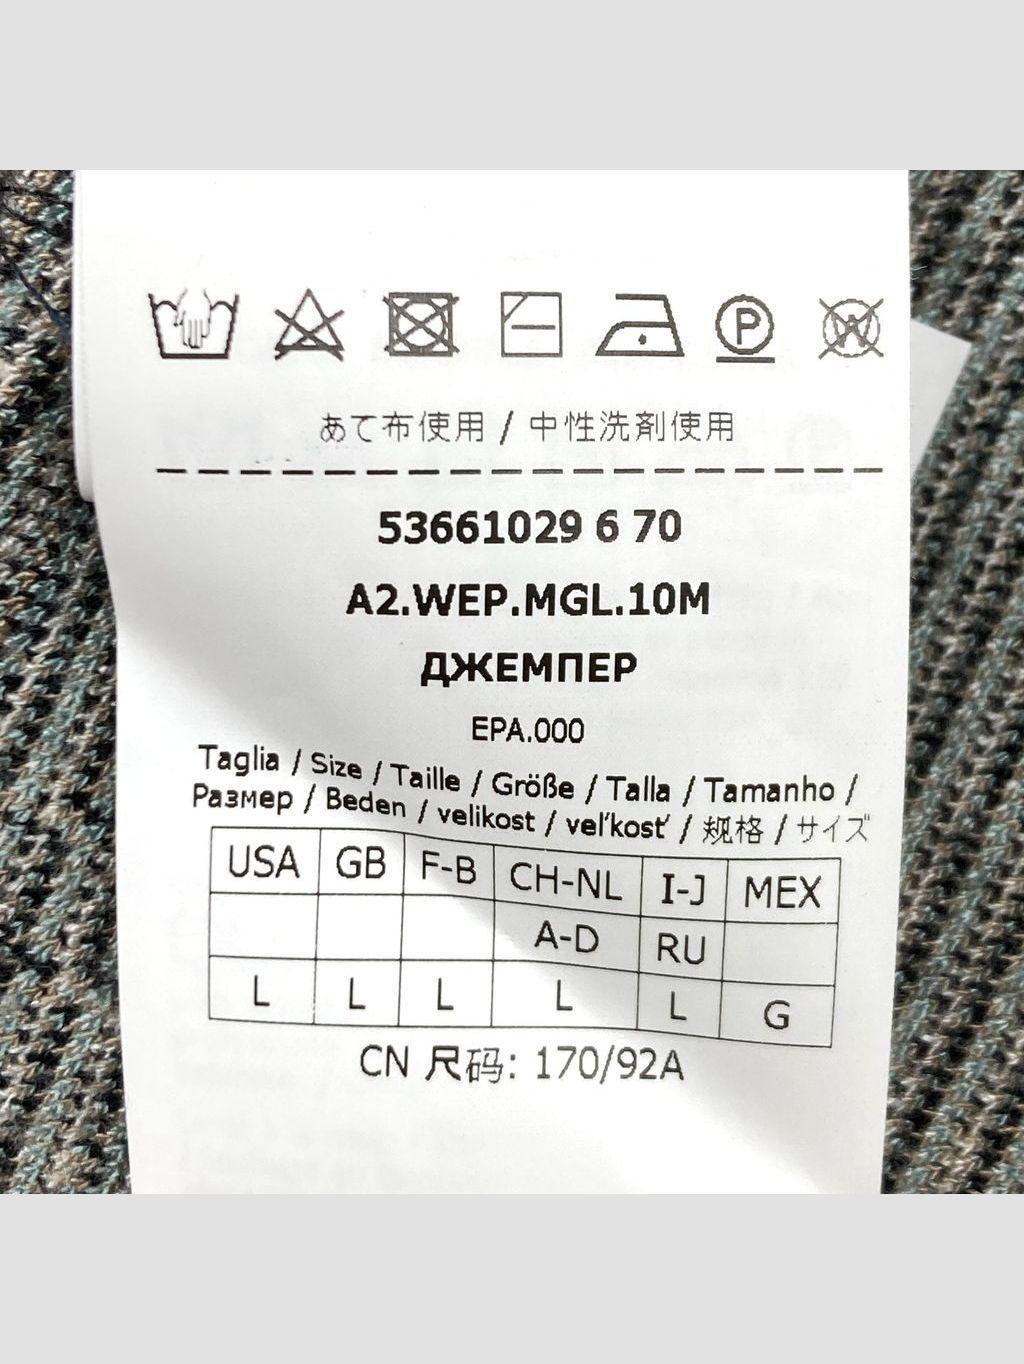 P W
あて布使用 / 中性洗剤使用
53661029 6 70
A2.WEP.MGL.10M
ДЖЕМПЕР
EPA.000
Taglia / Size / Taille / Größe / Talla / Tamanho /
Размер / Beden / velikost / veľkosť / 规格 / サイズ
USA GB F-B CH-NL I-J MEX
A-D RU
L L L L L G
CN 尺码: 170/92A